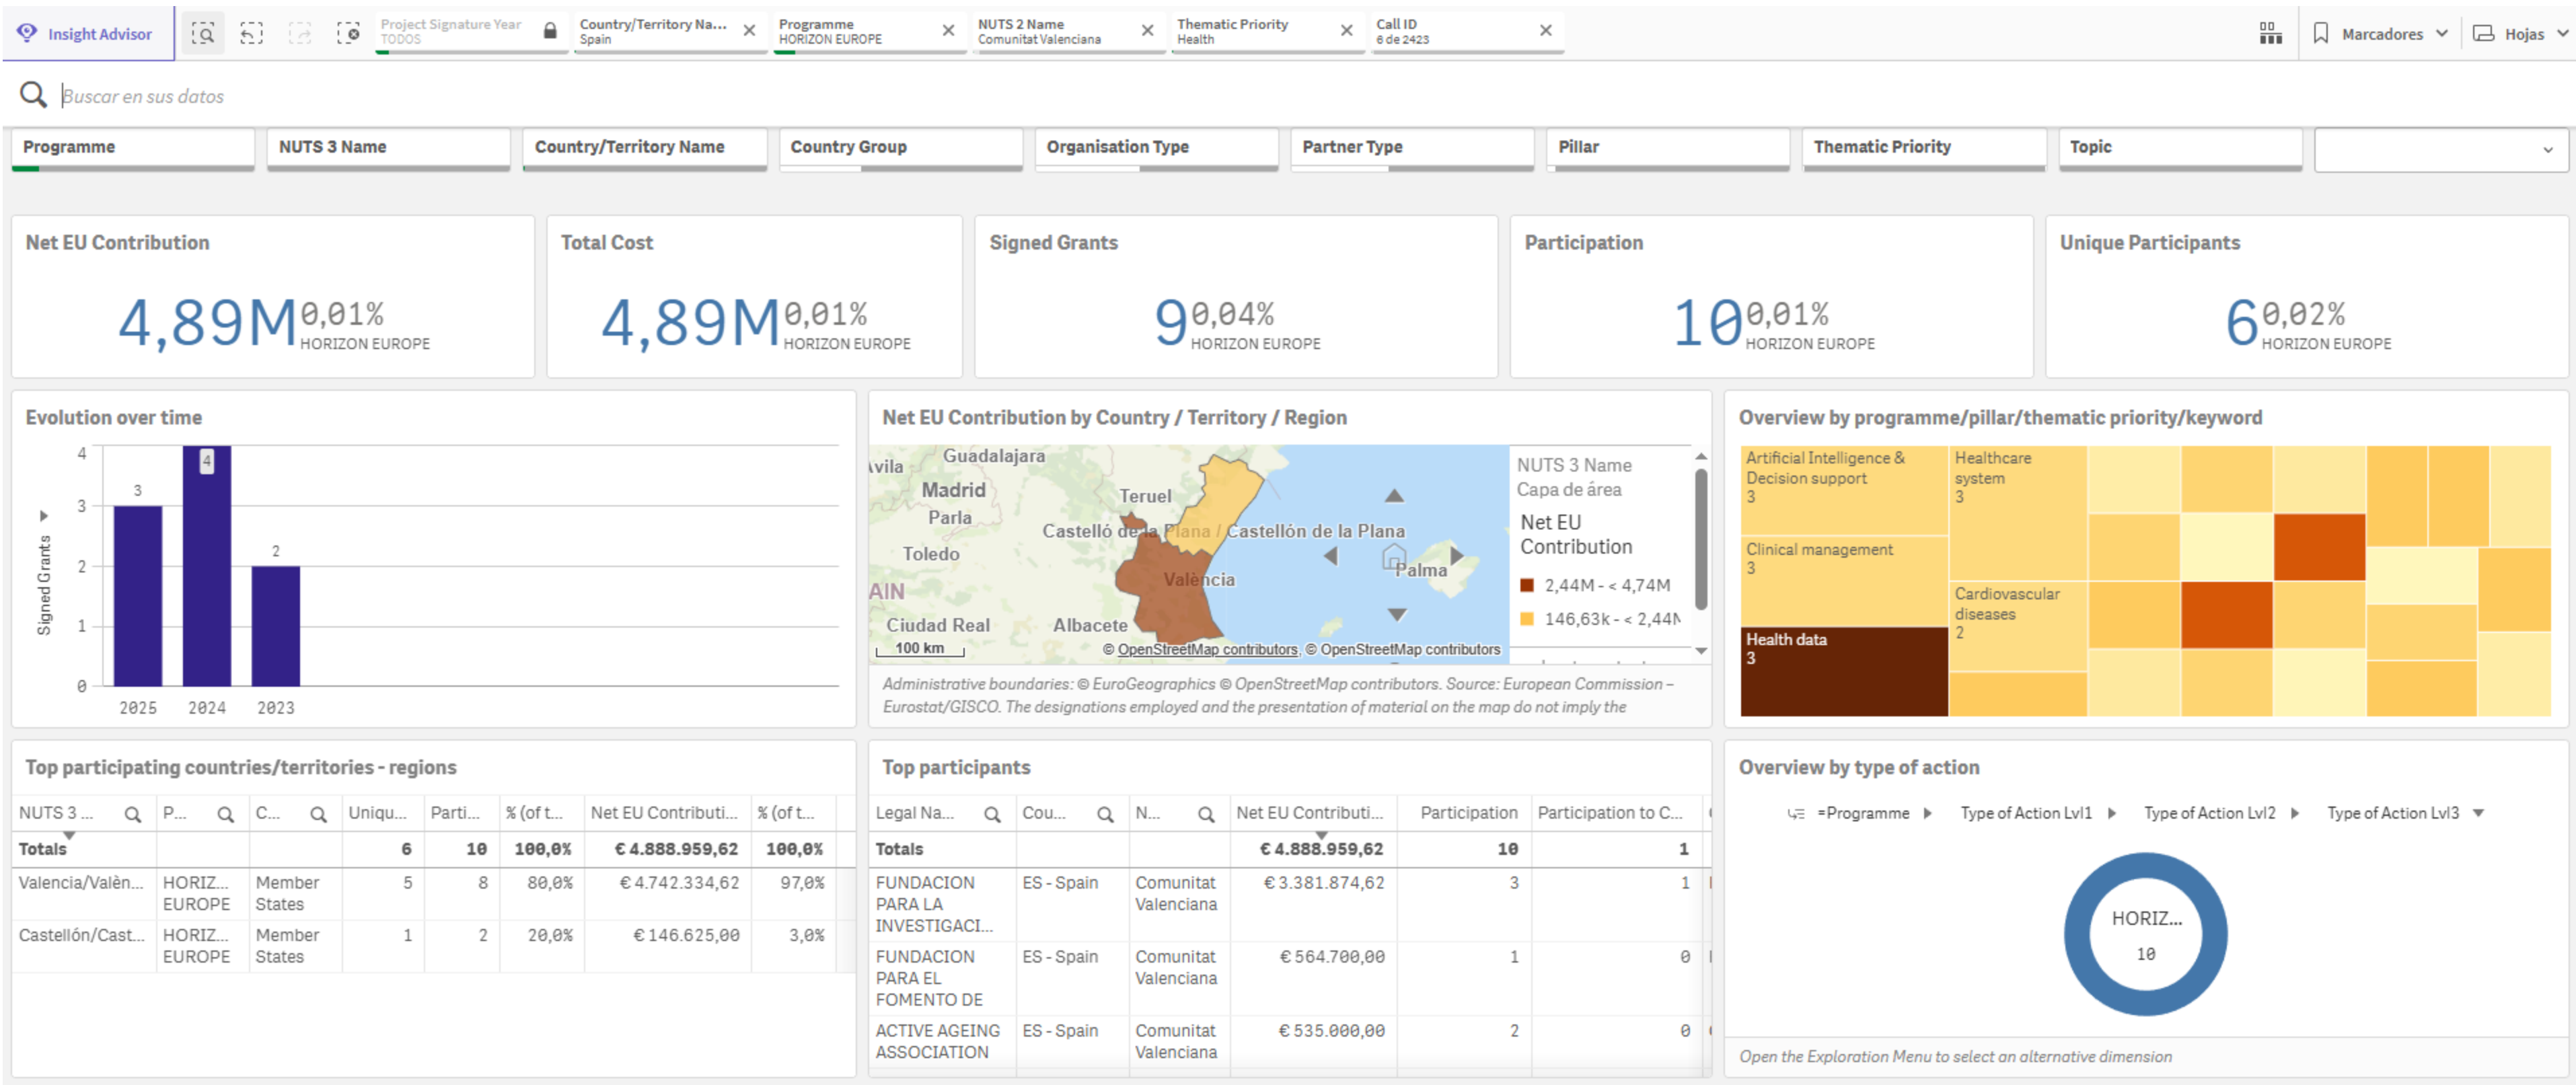 Insight Advisor
Project Signature Year
TODOS
Country/Territory Na...
Spain
Programme
HORIZON EUROPE
NUTS 2 Name
Comunitat Valenciana
Thematic Priority
Health
Call ID
6 de 2423
Marcadores
Hojas
Buscar en sus datos
Programme
NUTS 3 Name
Country/Territory Name
Country Group
Organisation Type
Partner Type
Pillar
Thematic Priority
Topic
Net EU Contribution
4,89M 0,01%
HORIZON EUROPE
Total Cost
4,89M 0,01%
HORIZON EUROPE
Signed Grants
9 0,04%
HORIZON EUROPE
Participation
10 0,01%
HORIZON EUROPE
Unique Participants
6 0,02%
HORIZON EUROPE
Evolution over time
Signed Grants
4
3
2
1
0
3
4
2
2025
2024
2023
Net EU Contribution by Country / Territory / Region
Guadalajara
Madrid
Teruel
Parla
Castelló de la Plana / Castellón de la Plana
Toledo
València
Palma
AIN
Ciudad Real
Albacete
100 km
© OpenStreetMap contributors, © OpenStreetMap contributors
NUTS 3 Name
Capa de área
Net EU
Contribution
2,44M - < 4,74M
146,63k - < 2,44
Administrative boundaries: © EuroGeographics © OpenStreetMap contributors. Source: European Commission –
Eurostat/GISCO. The designations employed and the presentation of material on the map do not imply the
Overview by programme/pillar/thematic priority/keyword
Artificial Intelligence &
Decision support
3
Clinical management
3
Health data
3
Healthcare
system
3
Cardiovascular
diseases
2
Top participating countries/territories - regions
NUTS 3 ... P... C... Uniqu... Parti... % (of t... Net EU Contributi... % (of t...
Totals 6 10 100,0% € 4.888.959,62 100,0%
Valencia/Valèn... HORIZ... Member 5 8 80,0% € 4.742.334,62 97,0%
EUROPE States
Castellón/Cast... HORIZ... Member 1 2 20,0% € 146.625,00 3,0%
EUROPE States
Top participants
Legal Na... Cou... N... Net EU Contributi... Participation Participation to C...
Totals € 4.888.959,62 10 1
FUNDACION ES - Spain Comunitat € 3.381.874,62 3 1
PARA LA Valenciana
INVESTIGACI...
FUNDACION ES - Spain Comunitat € 564.700,00 1 0
PARA EL Valenciana
FOMENTO DE
ACTIVE AGEING ES - Spain Comunitat € 535.000,00 2 0
ASSOCIATION Valenciana
Overview by type of action
=Programme Type of Action Lvl1 Type of Action Lvl2 Type of Action Lvl3
HORIZ...
10
Open the Exploration Menu to select an alternative dimension